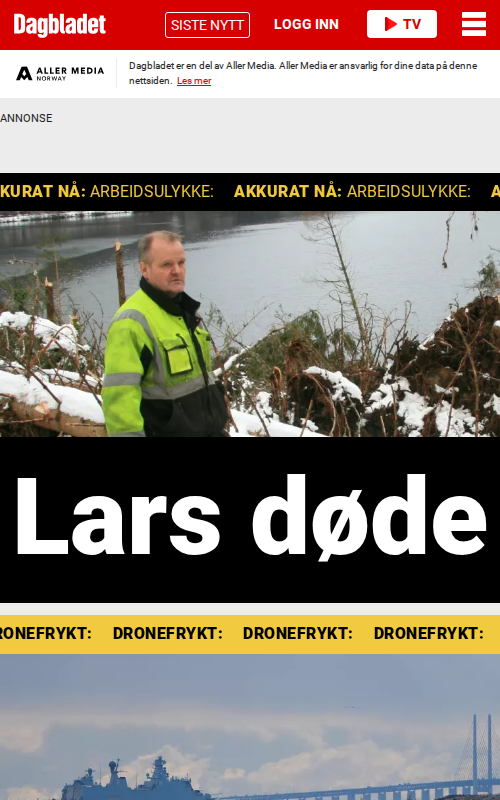 Dagbladet
SISTE NYTT
LOGG INN
TV
ALLER MEDIA
NORWAY
Dagbladet er en del av Aller Media. Aller Media er ansvarlig for dine data på denne
nettsiden. Les mer
ANNONSE
KURAT NÅ: ARBEIDSULYKKE: AKKURAT NÅ: ARBEIDSULYKKE: A
Lars døde
RONEFRYKT: DRONEFRYKT: DRONEFRYKT: DRONEFRYKT: